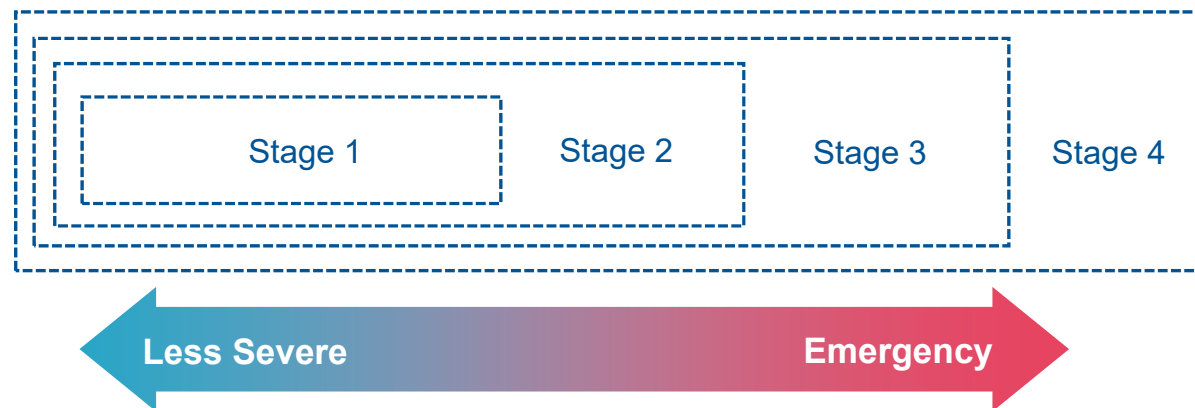 Stage 1
Stage 2
Stage 3
Stage 4
Less Severe
Emergency